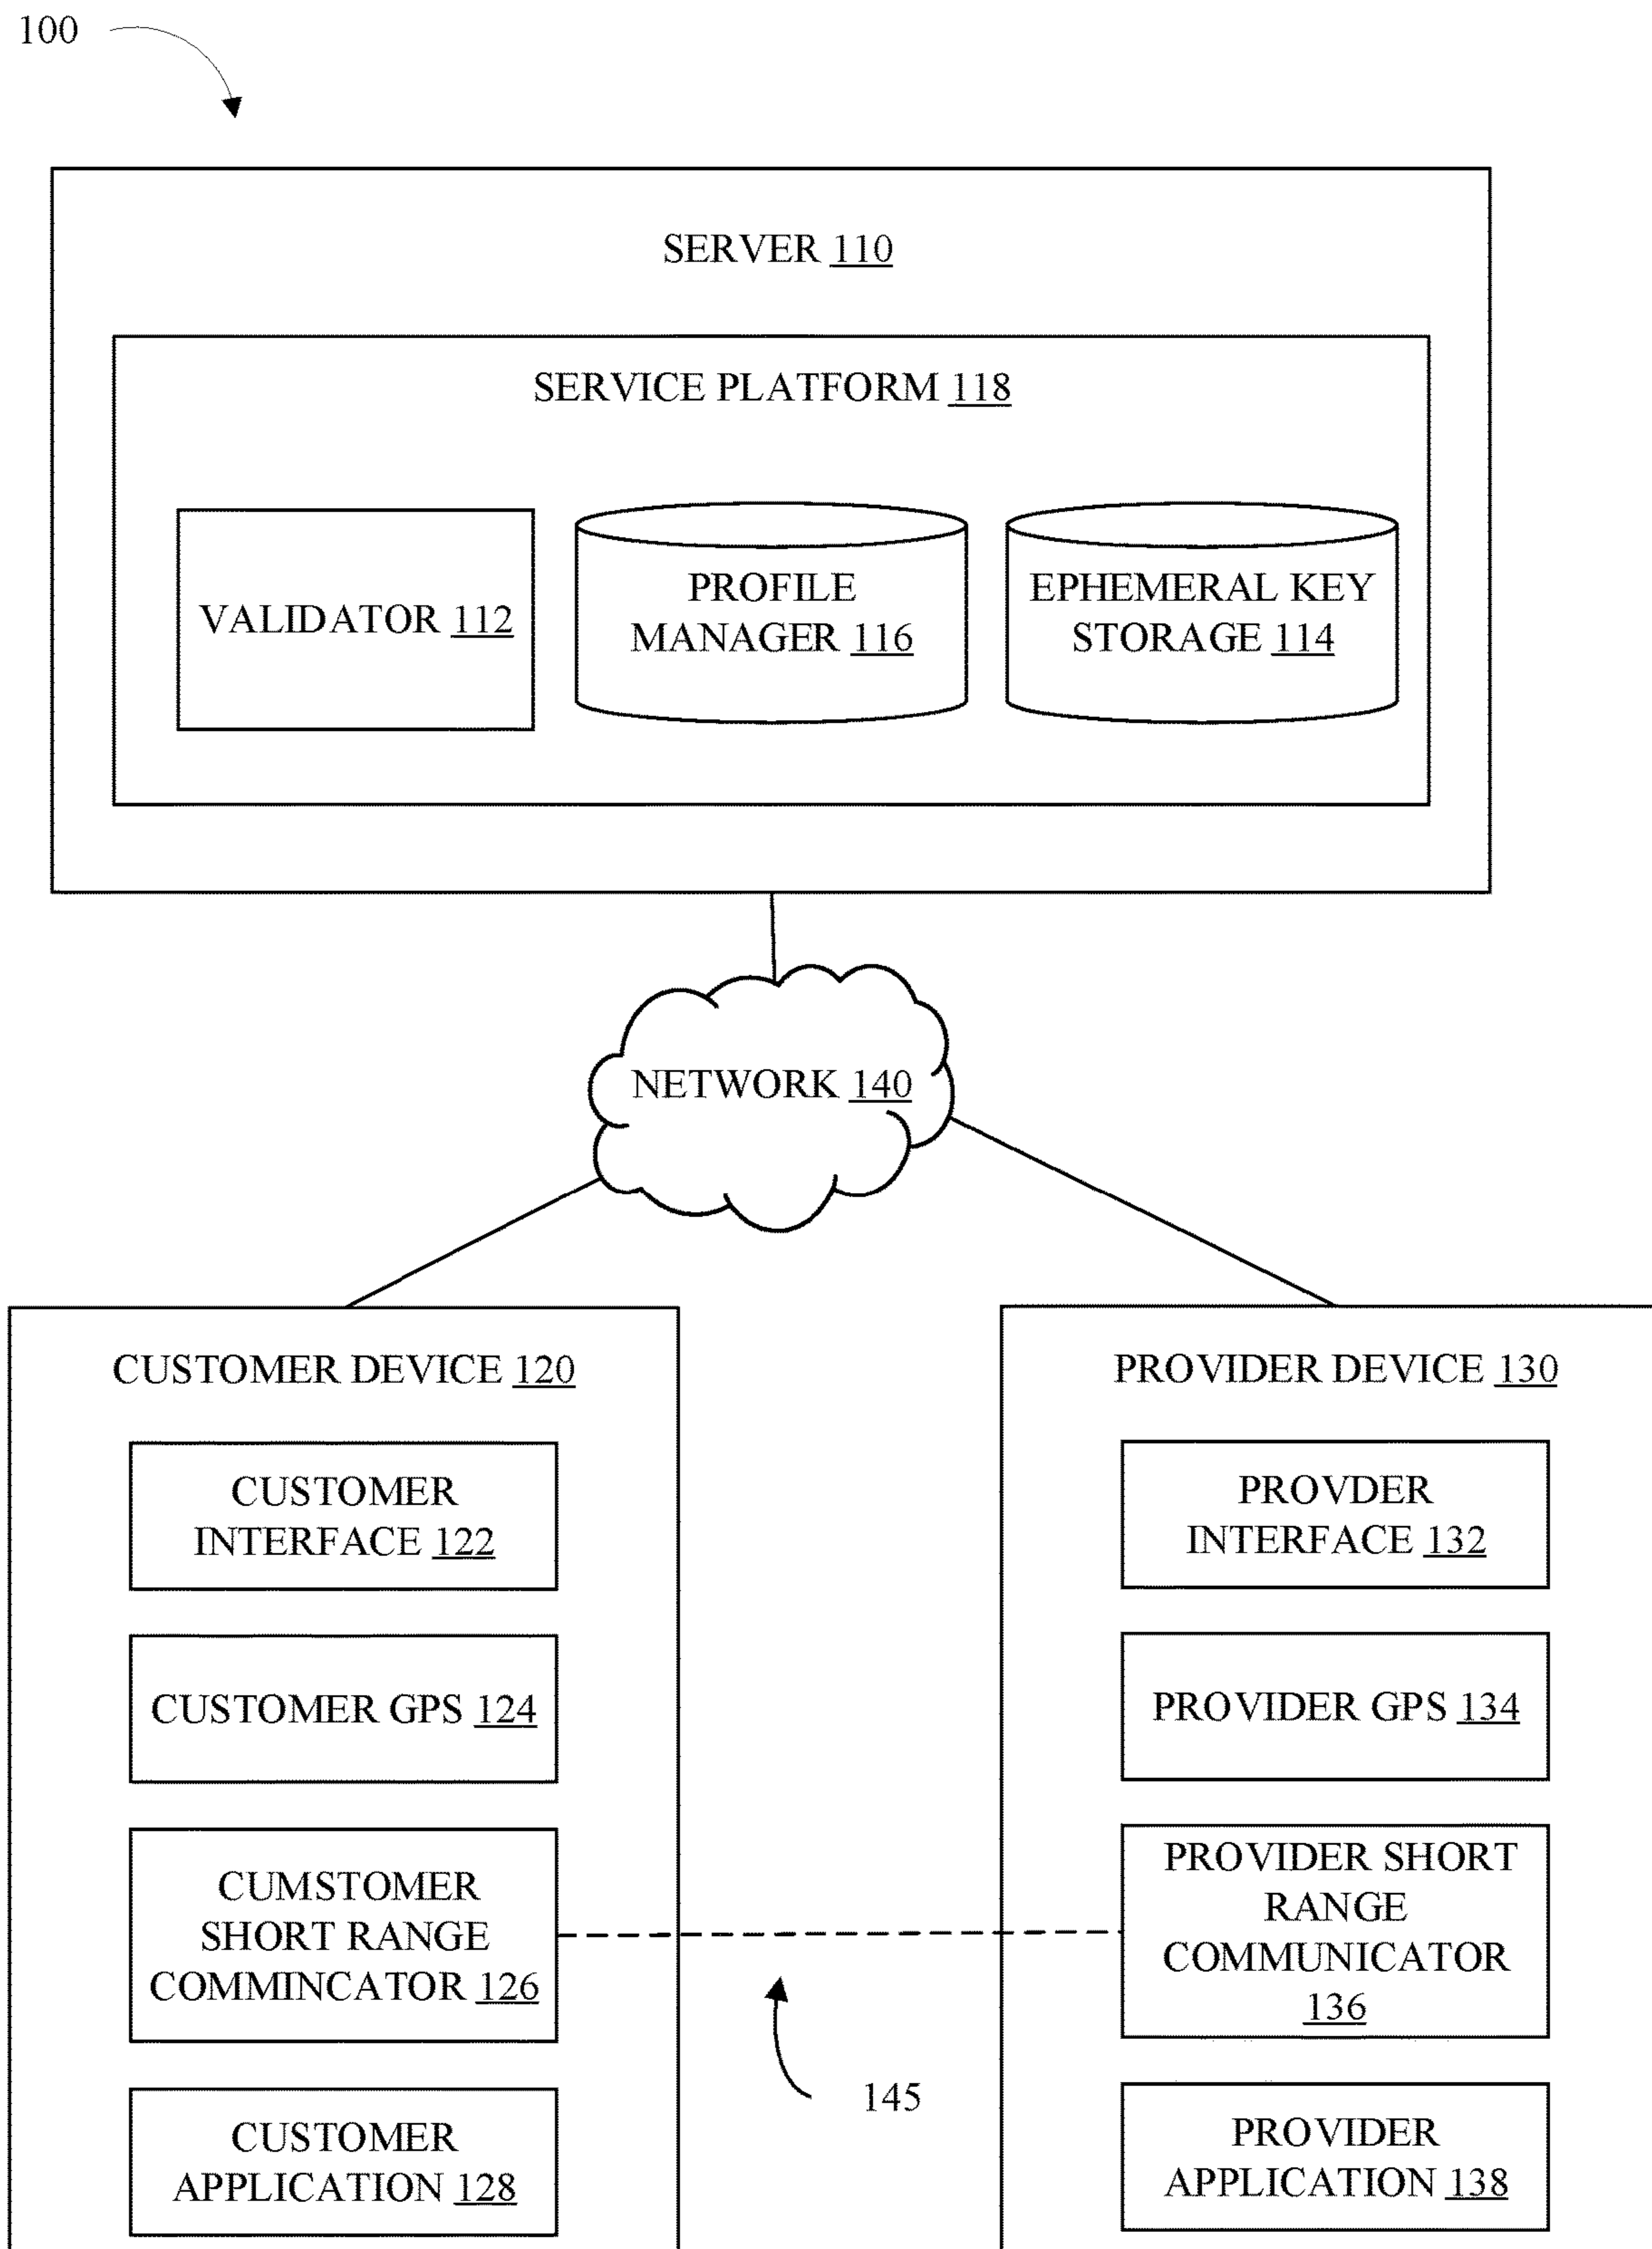 100
SERVER 110
SERVICE PLATFORM 118
VALIDATOR 112
PROFILE
MANAGER 116
EPHEMERAL KEY
STORAGE 114
NETWORK 140
CUSTOMER DEVICE 120
CUSTOMER
INTERFACE 122
CUSTOMER GPS 124
CUMSTOMER
SHORT RANGE
COMMINCATOR 126
CUSTOMER
APPLICATION 128
145
PROVIDER DEVICE 130
PROVDER
INTERFACE 132
PROVIDER GPS 134
PROVIDER SHORT
RANGE
COMMUNICATOR
136
PROVIDER
APPLICATION 138